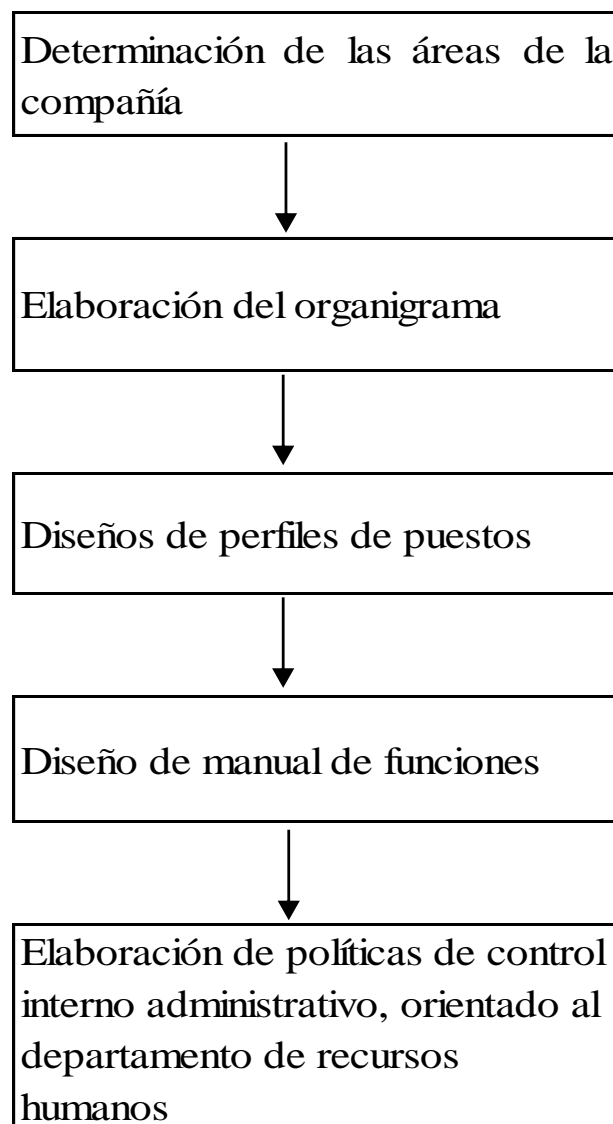 Determinación de las áreas de la
compañía
Elaboración del organigrama
Diseños de perfiles de puestos
Diseño de manual de funciones
Elaboración de políticas de control
interno administrativo, orientado al
departamento de recursos
humanos